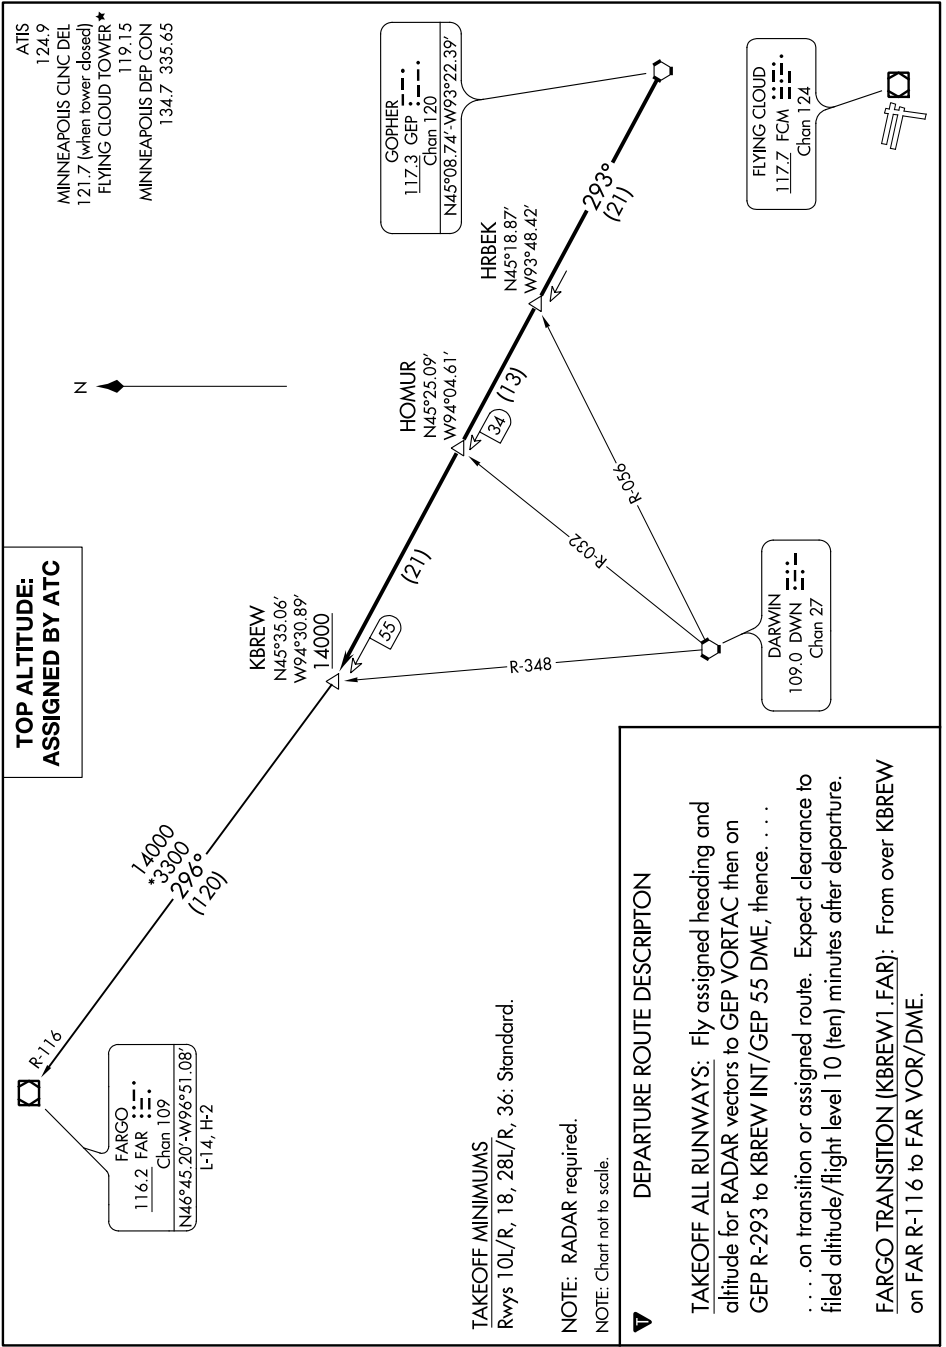 TOP ALTITUDE:
ASSIGNED BY ATC
ATIS
124.9
MINNEAPOLIS CLNC DEL
121.7 (when tower closed)
FLYING CLOUD TOWER★
119.15
MINNEAPOLIS DEP CON
134.7 335.65
N
FARGO
116.2 FAR
Chan 109
N46°45.20'-W96°51.08'
L-14, H-2
R-116
14000
*3300
296°
(120)
KBREW
N45°35.06'
W94°30.89'
14000
55
(21)
HOMUR
N45°25.09'
W94°04.61'
34
(13)
HRBEK
N45°18.87'
W93°48.42'
293°
(21)
GOPHER
117.3 GEP
Chan 120
N45°08.74'-W93°22.39'
R-348
R-032
R-056
DARWIN
109.0 DWN
Chan 27
FLYING CLOUD
117.7 FCM
Chan 124
TAKEOFF MINIMUMS
Rwys 10L/R, 18, 28L/R, 36: Standard.
NOTE: RADAR required.
NOTE: Chart not to scale.
T
DEPARTURE ROUTE DESCRIPTON
TAKEOFF ALL RUNWAYS: Fly assigned heading and
altitude for RADAR vectors to GEP VORTAC then on
GEP R-293 to KBREW INT/GEP 55 DME, thence. . . .
. . . .on transition or assigned route. Expect clearance to
filed altitude/flight level 10 (ten) minutes after departure.
FARGO TRANSITION (KBREW1.FAR): From over KBREW
on FAR R-116 to FAR VOR/DME.